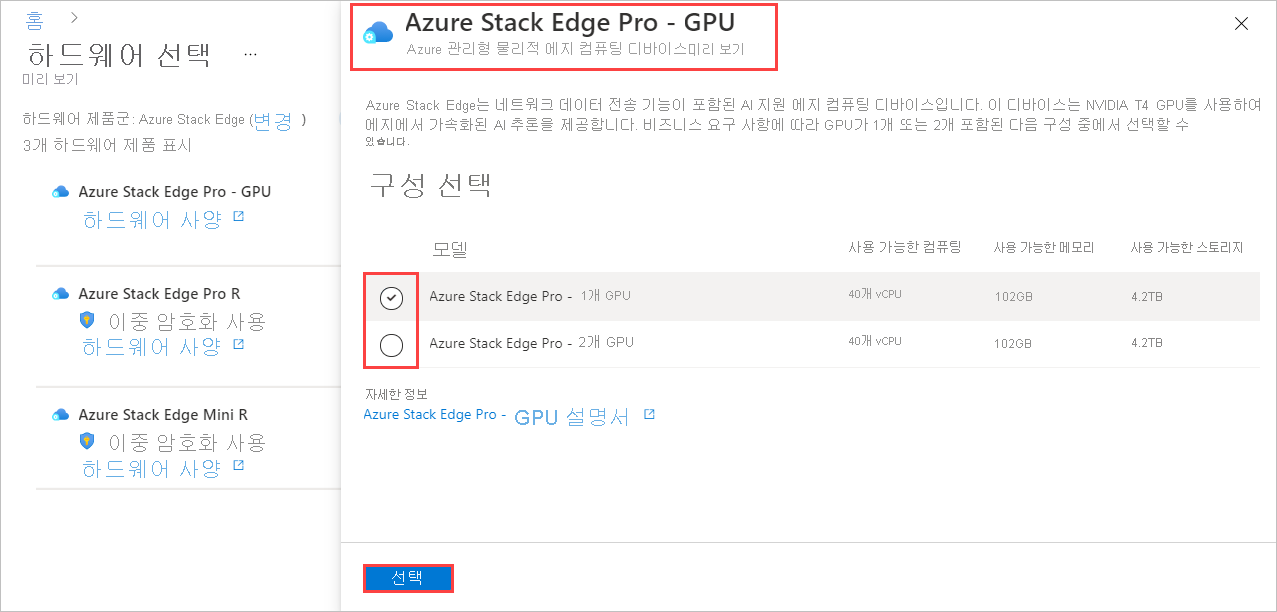 홈 >
하드웨어 선택 ...
미리 보기
하드웨어 제품군: Azure Stack Edge (변경 )
3개 하드웨어 제품 표시
Azure Stack Edge Pro - GPU
하드웨어 사양
Azure Stack Edge Pro R
이중 암호화 사용
하드웨어 사양
Azure Stack Edge Mini R
이중 암호화 사용
하드웨어 사양
Azure Stack Edge Pro - GPU
Azure 관리형 물리적 에지 컴퓨팅 디바이스미리 보기
Azure Stack Edge는 네트워크 데이터 전송 기능이 포함된 AI 지원 에지 컴퓨팅 디바이스입니다. 이 디바이스는 NVIDIA T4 GPU를 사용하여
에지에서 가속화된 AI 추론을 제공합니다. 비즈니스 요구 사항에 따라 GPU가 1개 또는 2개 포함된 다음 구성 중에서 선택할 수
있습니다.
구성 선택
모델 사용 가능한 컴퓨팅 사용 가능한 메모리 사용 가능한 스토리지
Azure Stack Edge Pro - 1개 GPU 40개 vCPU 102GB 4.2TB
Azure Stack Edge Pro - 2개 GPU 40개 vCPU 102GB 4.2TB
자세한 정보
Azure Stack Edge Pro - GPU 설명서
선택